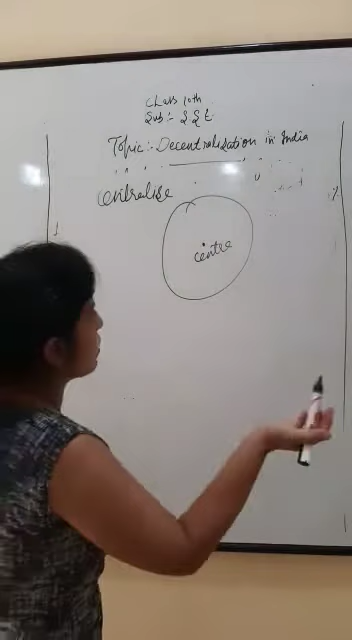 Class 10th
Sub:- SSt
Topic:- Decentralisation in India
Centralise
centre